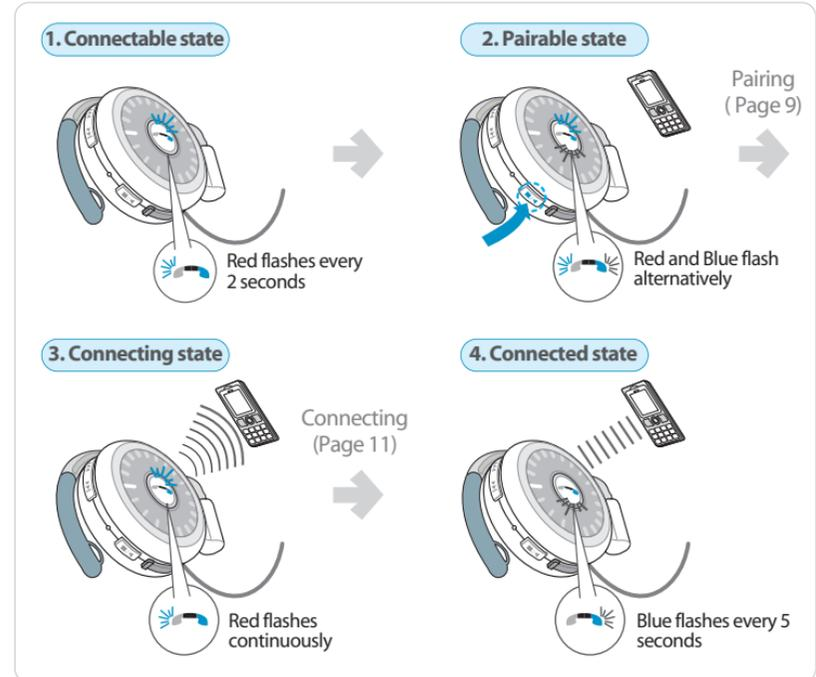 1. Connectable state
2. Pairable state
Pairing
( Page 9)
Red flashes every
2 seconds
Red and Blue flash
alternatively
3. Connecting state
4. Connected state
Connecting
(Page 11)
Red flashes
continuously
Blue flashes every 5
seconds